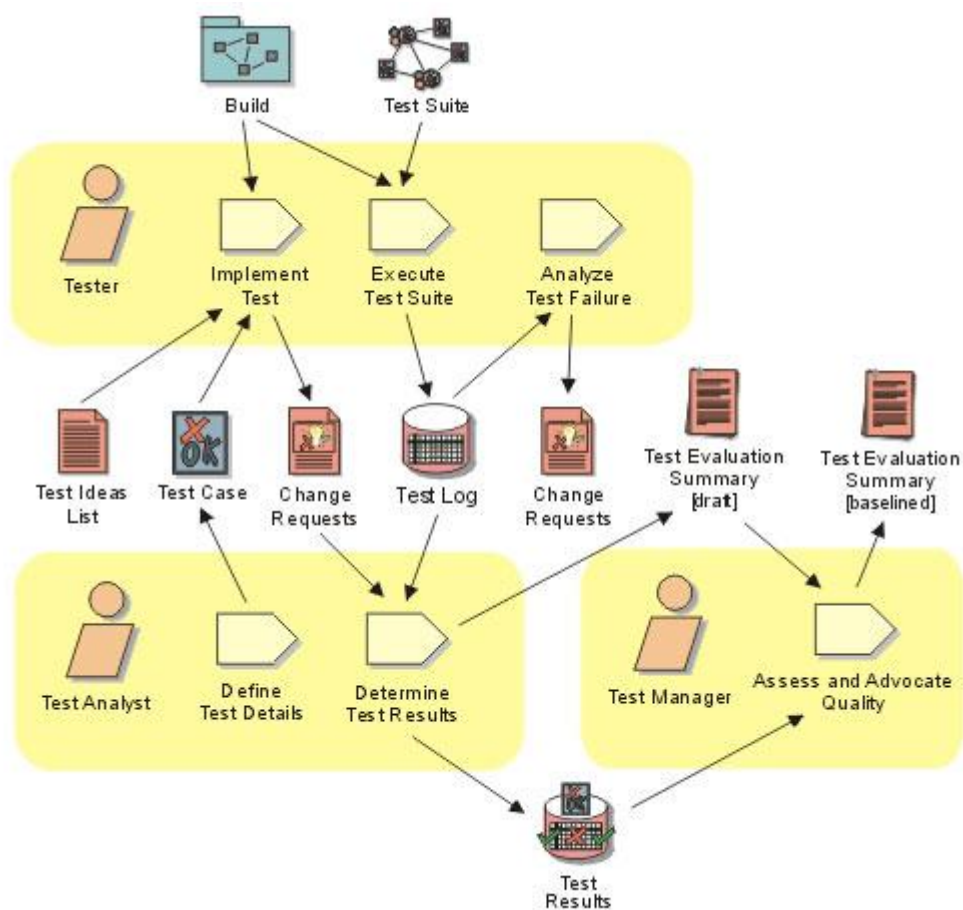 Build
Test Suite
Tester
Implement
Test
Execute
Test Suite
Analyze
Test Failure
Test Ideas
List
Test Case
OK
Change
Requests
Test Log
Change
Requests
Test Evaluation
Summary
[draft]
Test Evaluation
Summary
[baselined]
Test Analyst
Define
Test Details
Determine
Test Results
Test Manager
Assess and Advocate
Quality
OK
Test
Results